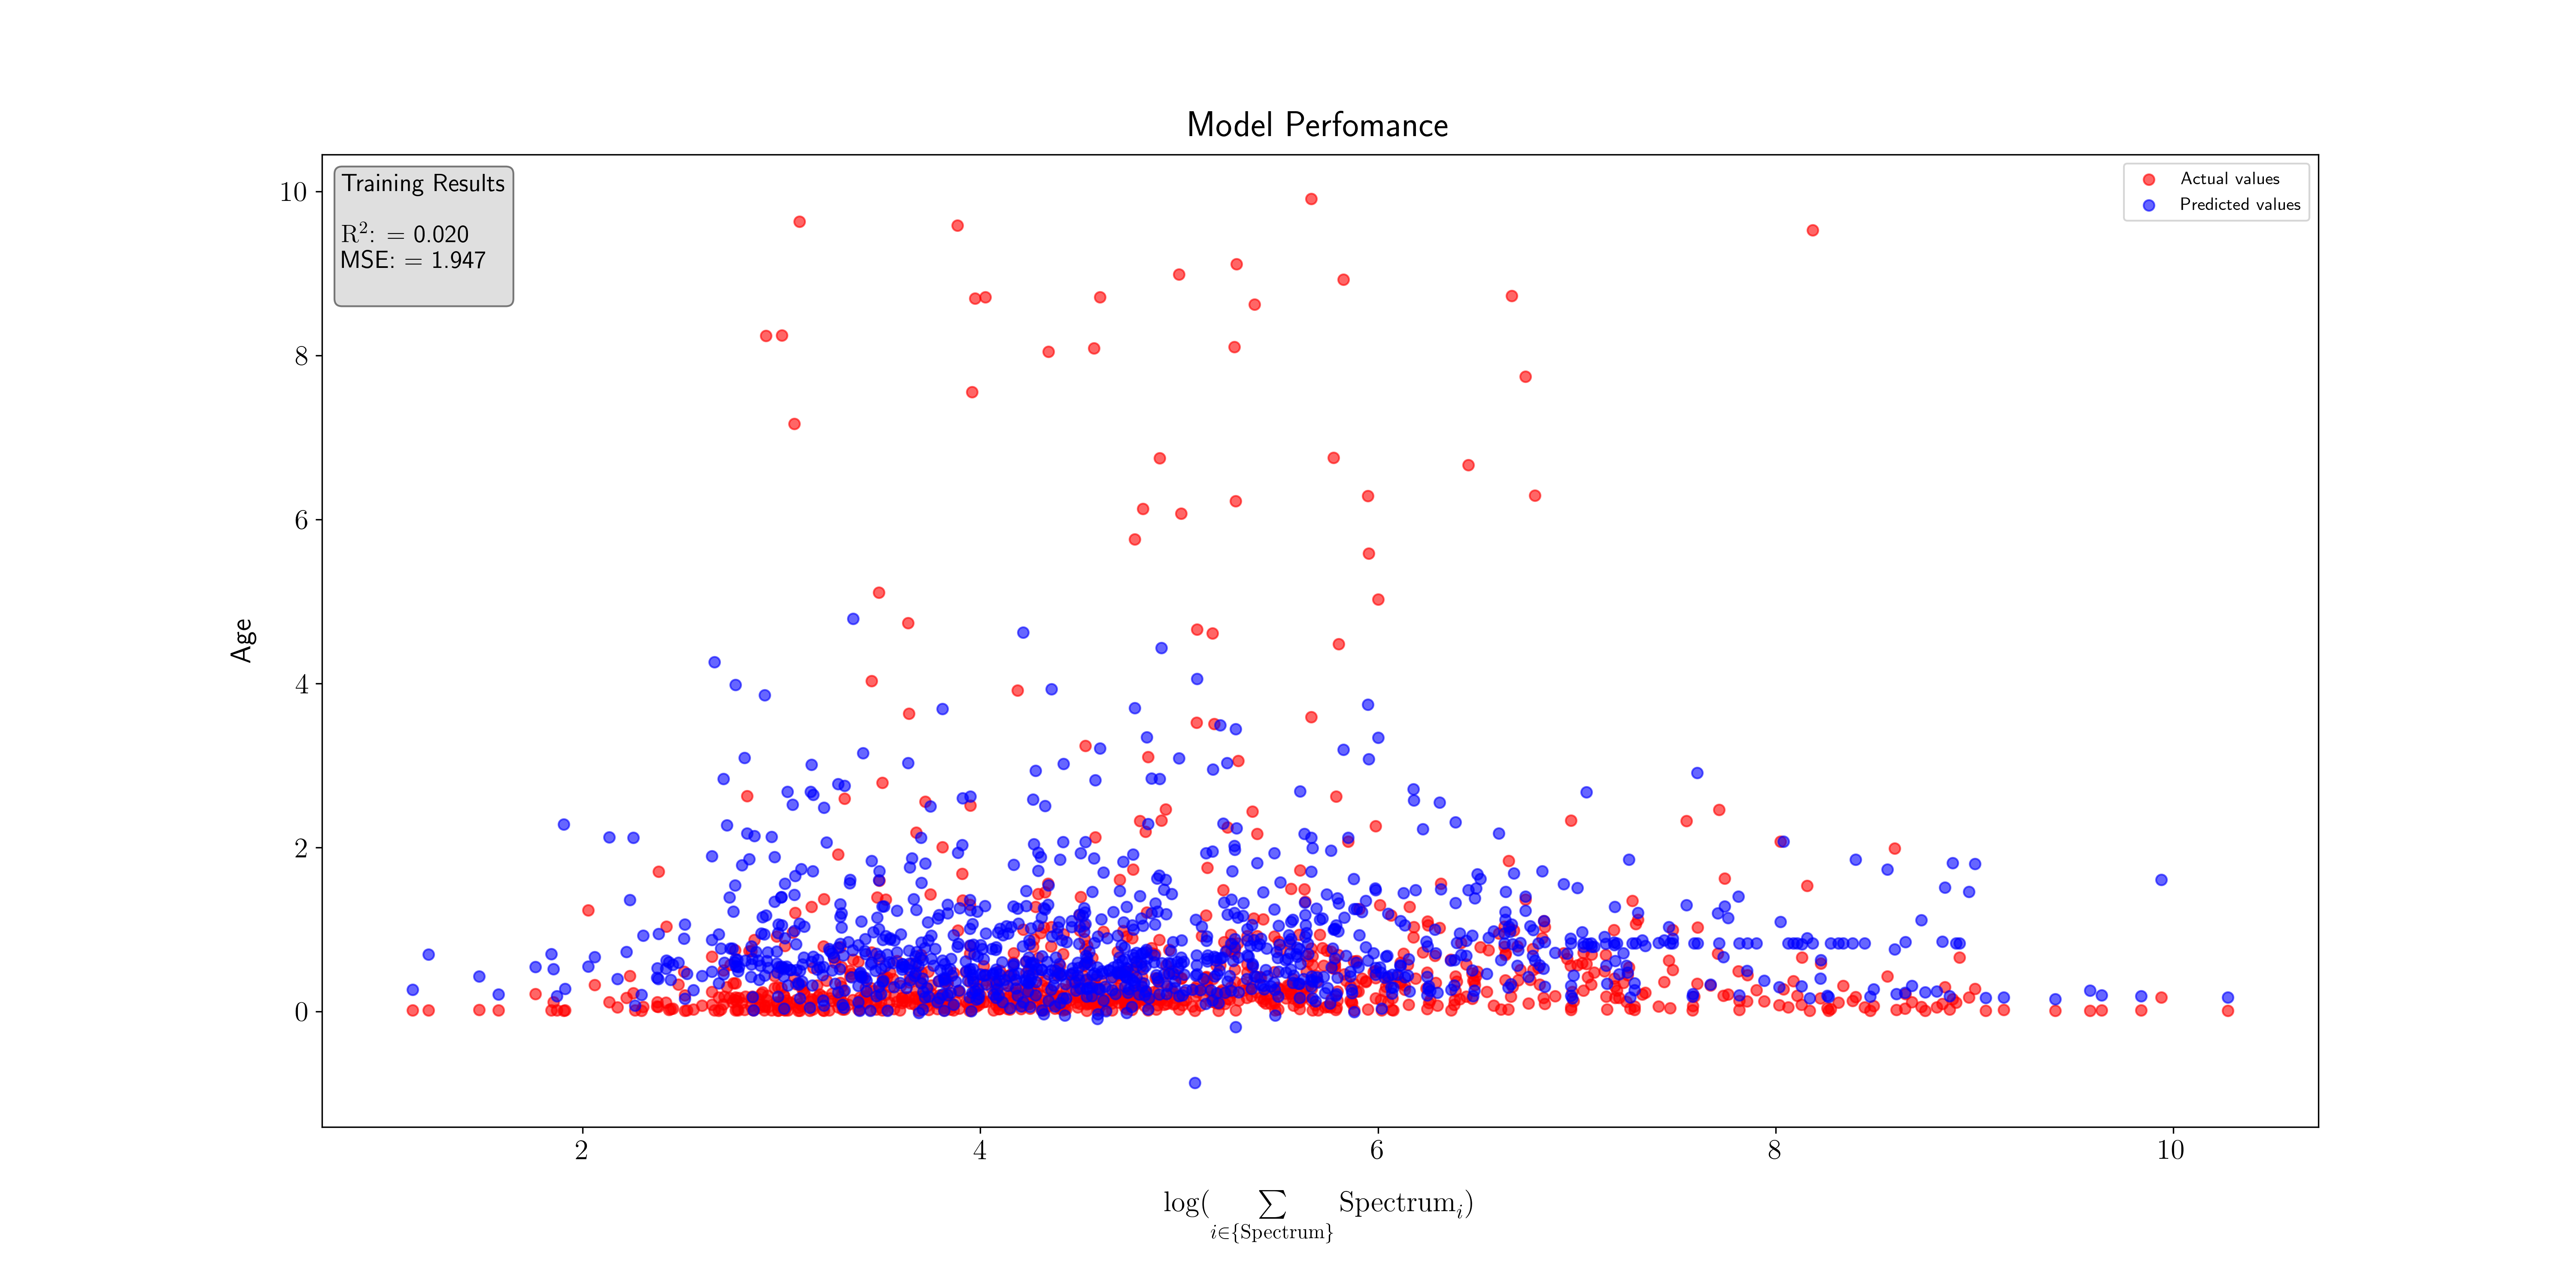 Model Perfomance
Training Results
R²: = 0.020
MSE: = 1.947
Actual values
Predicted values
10
8
6
4
2
0
Age
2 4 6 8 10
log( ∑ Spectrumᵢ)
i∈{Spectrum}